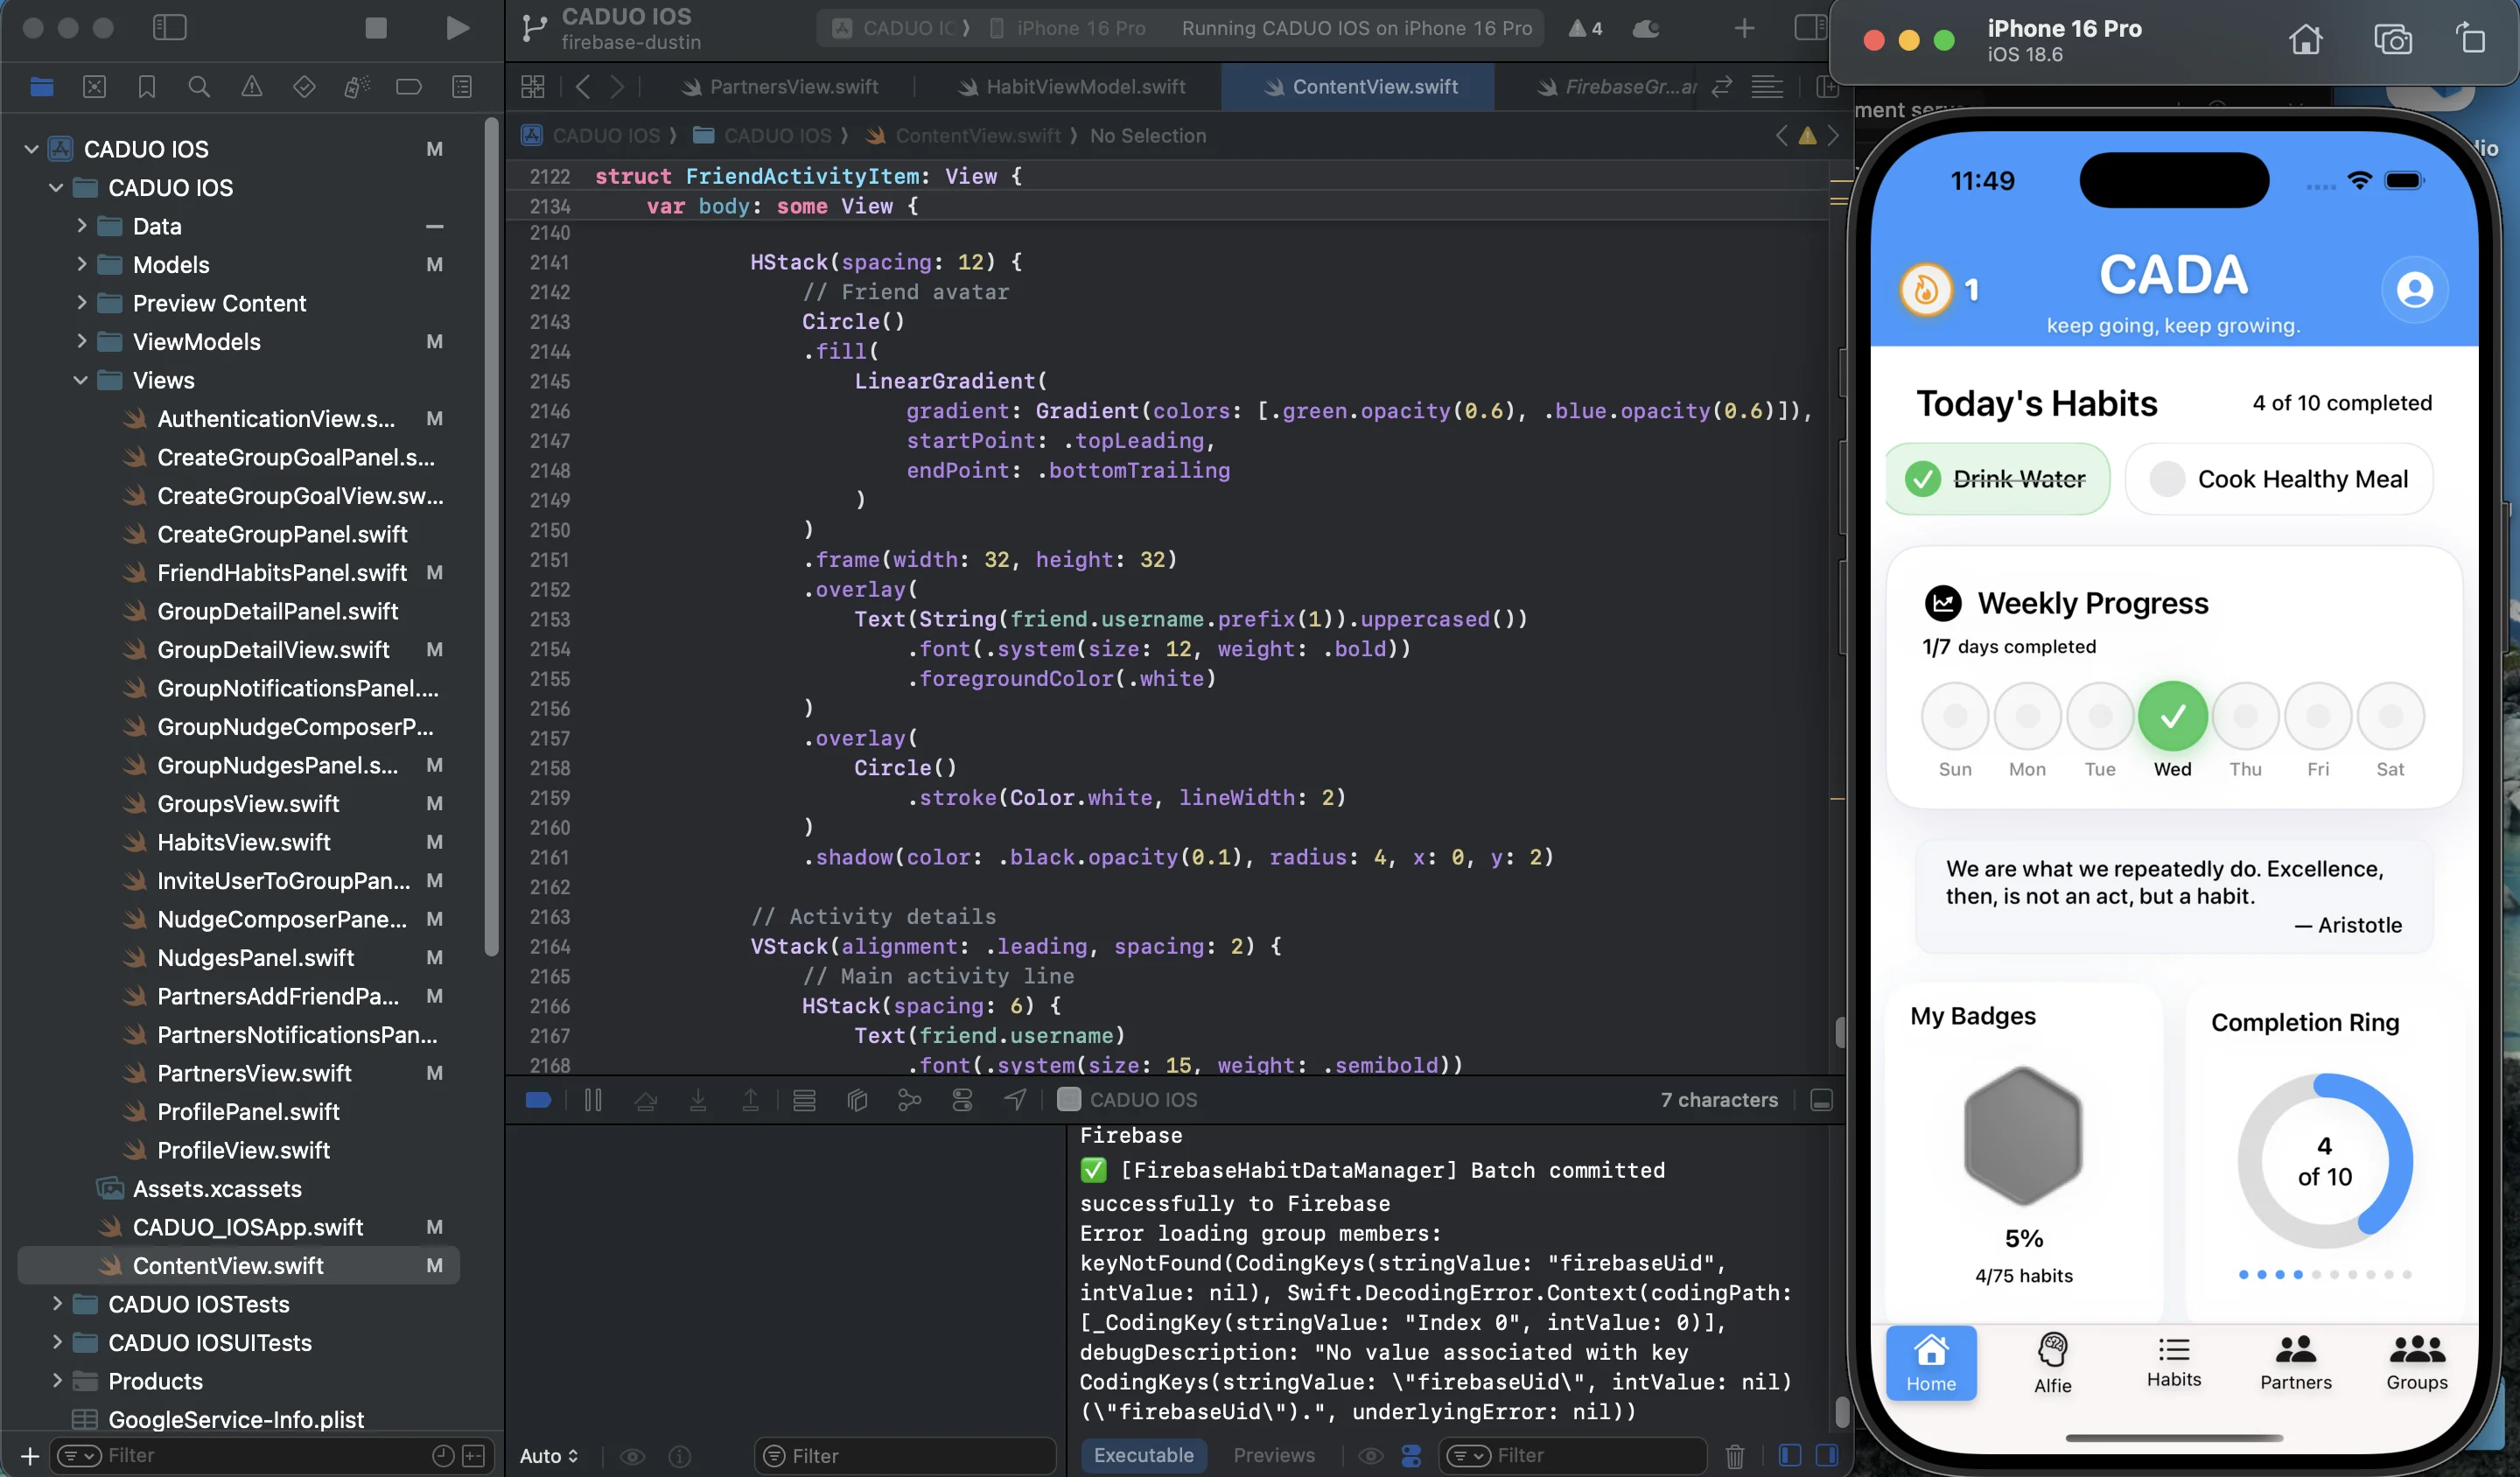 CADUO IOS
firebase-dustin
CADUO IC
iPhone 16 Pro
Running CADUO IOS on iPhone 16 Pro
4
PartnersView.swift
HabitViewModel.swift
ContentView.swift
FirebaseGr...ar
CADUO IOS
CADUO IOS
ContentView.swift
No Selection
CADUO IOS M
CADUO IOS
Data
Models M
Preview Content
ViewModels M
Views
AuthenticationView.s... M
CreateGroupGoalPanel.s...
CreateGroupGoalView.sw...
CreateGroupPanel.swift
FriendHabitsPanel.swift M
GroupDetailPanel.swift
GroupDetailView.swift M
GroupNotificationsPanel....
GroupNudgeComposerP...
GroupNudgesPanel.s... M
GroupsView.swift M
HabitsView.swift M
InviteUserToGroupPan... M
NudgeComposerPane... M
NudgesPanel.swift M
PartnersAddFriendPa... M
PartnersNotificationsPan...
PartnersView.swift M
ProfilePanel.swift
ProfileView.swift
Assets.xcassets
CADUO_IOSApp.swift M
ContentView.swift M
CADUO IOSTests
CADUO IOSUITests
Products
GoogleService-Info.plist
Filter
2122 struct FriendActivityItem: View {
2134 var body: some View {
2140
2141 HStack(spacing: 12) {
2142 // Friend avatar
2143 Circle()
2144 .fill(
2145 LinearGradient(
2146 gradient: Gradient(colors: [.green.opacity(0.6), .blue.opacity(0.6)]),
2147 startPoint: .topLeading,
2148 endPoint: .bottomTrailing
2149 )
2150 )
2151 .frame(width: 32, height: 32)
2152 .overlay(
2153 Text(String(friend.username.prefix(1)).uppercased())
2154 .font(.system(size: 12, weight: .bold))
2155 .foregroundColor(.white)
2156 )
2157 .overlay(
2158 Circle()
2159 .stroke(Color.white, lineWidth: 2)
2160 )
2161 .shadow(color: .black.opacity(0.1), radius: 4, x: 0, y: 2)
2162
2163 // Activity details
2164 VStack(alignment: .leading, spacing: 2) {
2165 // Main activity line
2166 HStack(spacing: 6) {
2167 Text(friend.username)
2168 .font(.system(size: 15, weight: .semibold))
CADUO IOS
7 characters
Firebase
✅ [FirebaseHabitDataManager] Batch committed
successfully to Firebase
Error loading group members:
keyNotFound(CodingKeys(stringValue: "firebaseUid",
intValue: nil), Swift.DecodingError.Context(codingPath:
[_CodingKey(stringValue: "Index 0", intValue: 0)],
debugDescription: "No value associated with key
CodingKeys(stringValue: \"firebaseUid\", intValue: nil)
(\"firebaseUid\").", underlyingError: nil))
Auto
Filter
Executable
Previews
Filter
iPhone 16 Pro
iOS 18.6
11:49
1
CADA
keep going, keep growing.
Today's Habits
4 of 10 completed
Drink Water
Cook Healthy Meal
Weekly Progress
1/7 days completed
Sun Mon Tue Wed Thu Fri Sat
We are what we repeatedly do. Excellence,
then, is not an act, but a habit.
— Aristotle
My Badges
5%
4/75 habits
Completion Ring
4
of 10
Home
Alfie
Habits
Partners
Groups